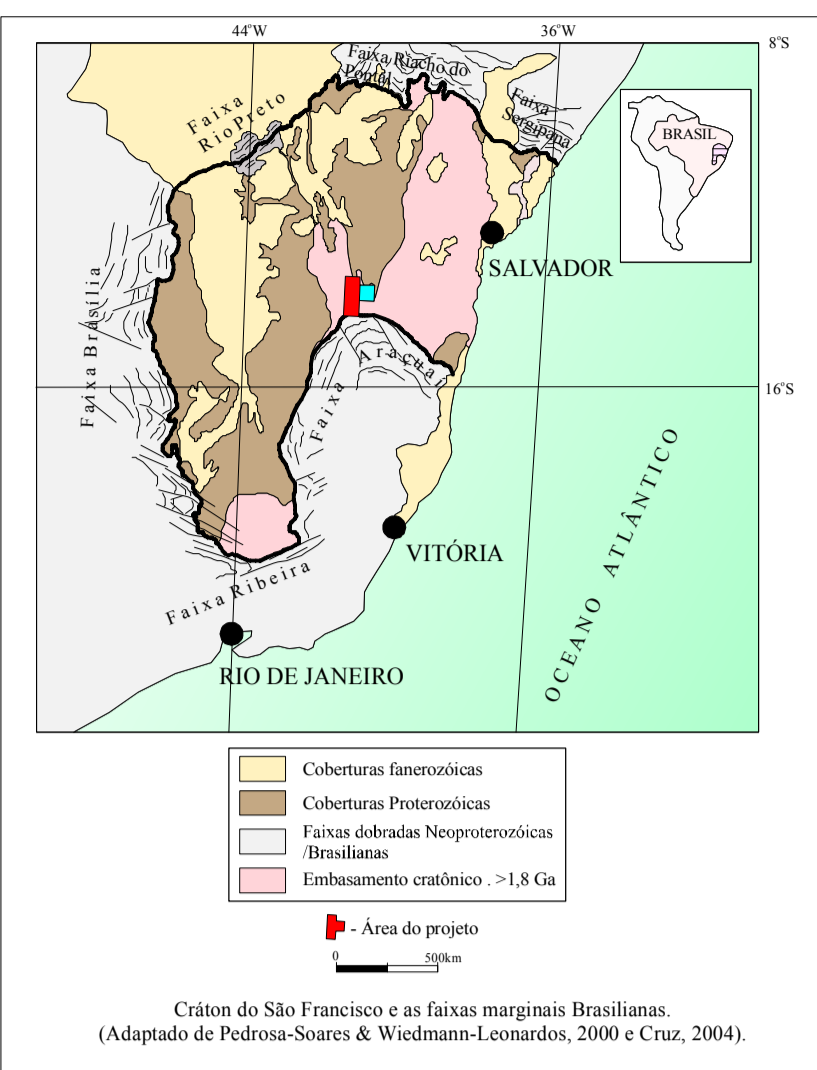 44°W
36°W
8°S
Faixa Riacho do
Pontal
Faixa
Rio Preto
Faixa
Sergipana
BRASIL
SALVADOR
Faixa Brasília
Araçuaí
Faixa
16°S
OCEANO ATLÂNTICO
VITÓRIA
Faixa Ribeira
RIO DE JANEIRO
Coberturas fanerozóicas
Coberturas Proterozóicas
Faixas dobradas Neoproterozóicas
/Brasilianas
Embasamento cratônico . >1,8 Ga
- Área do projeto
0 500km
Cráton do São Francisco e as faixas marginais Brasilianas.
(Adaptado de Pedrosa-Soares & Wiedmann-Leonardos, 2000 e Cruz, 2004).